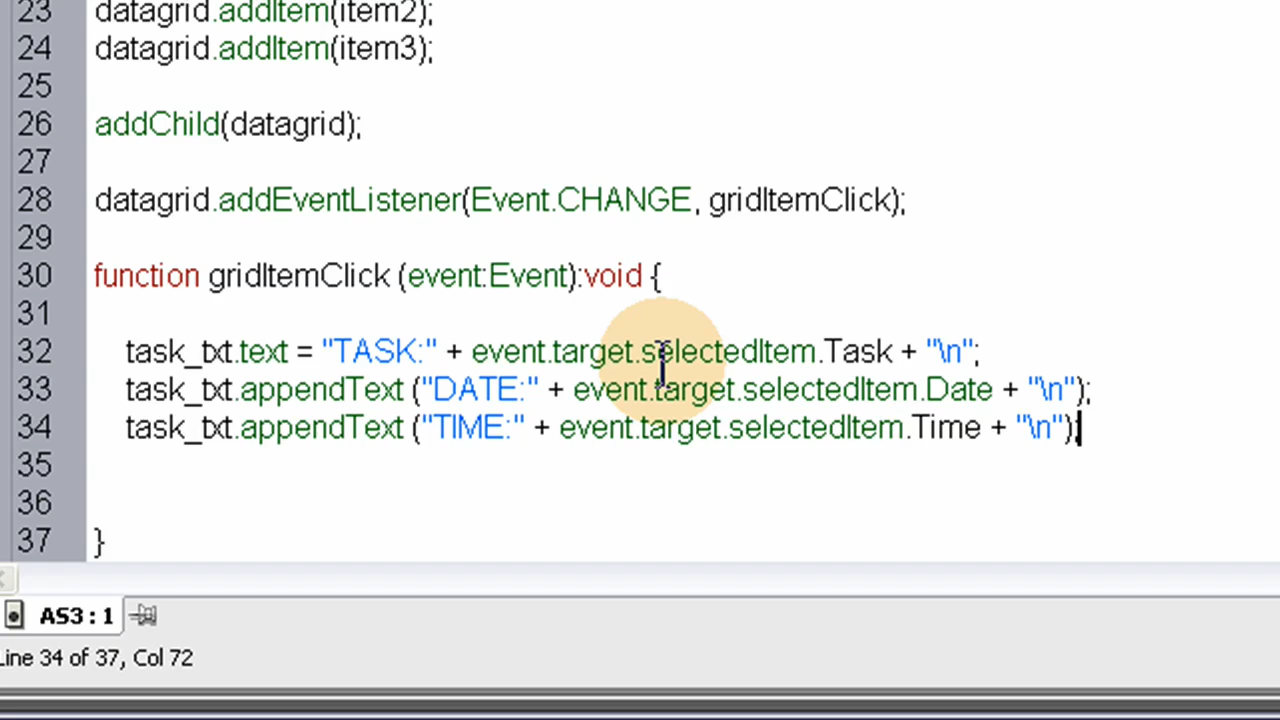 23 datagrid.addItem(item2);
24 datagrid.addItem(item3);
25
26 addChild(datagrid);
27
28 datagrid.addEventListener(Event.CHANGE, gridItemClick);
29
30 function gridItemClick (event:Event):void {
31
32 task_txt.text = "TASK:" + event.target.selectedItem.Task + "\n";
33 task_txt.appendText ("DATE:" + event.target.selectedItem.Date + "\n");
34 task_txt.appendText ("TIME:" + event.target.selectedItem.Time + "\n");
35
36
37 }
AS3 : 1
Line 34 of 37, Col 72